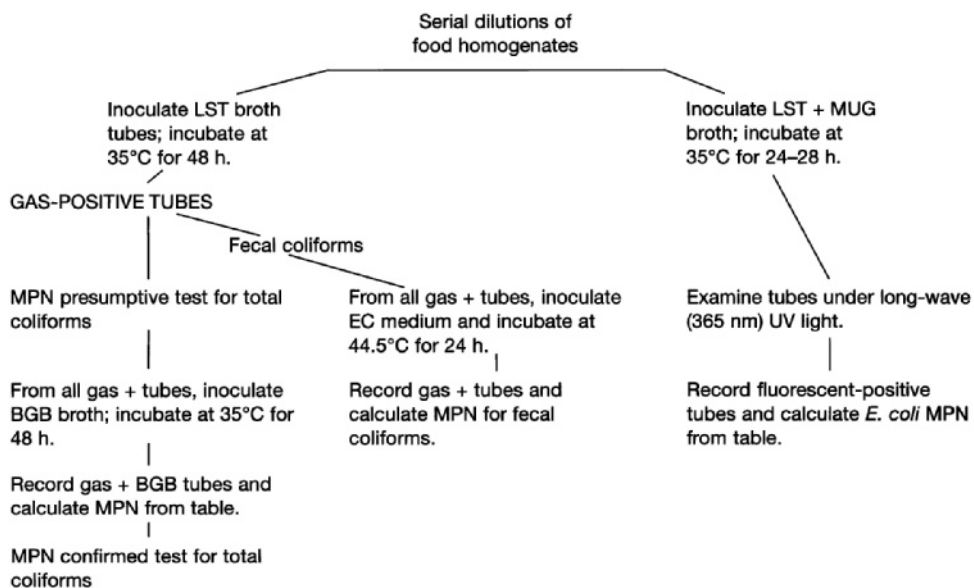 Serial dilutions of
food homogenates
Inoculate LST broth
tubes; incubate at
35°C for 48 h.
Inoculate LST + MUG
broth; incubate at
35°C for 24–28 h.
GAS-POSITIVE TUBES
Fecal coliforms
MPN presumptive test for total
coliforms
From all gas + tubes, inoculate
EC medium and incubate at
44.5°C for 24 h.
Examine tubes under long-wave
(365 nm) UV light.
From all gas + tubes, inoculate
BGB broth; incubate at 35°C for
48 h.
Record gas + tubes and
calculate MPN for fecal
coliforms.
Record fluorescent-positive
tubes and calculate E. coli MPN
from table.
Record gas + BGB tubes and
calculate MPN from table.
MPN confirmed test for total
coliforms